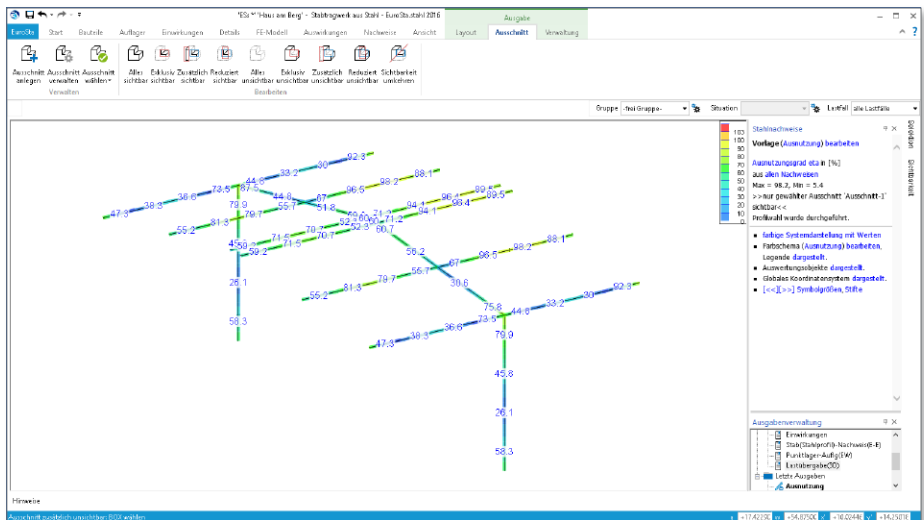 "ESx *" 'Haus am Berg' - Stabtragwerk aus Stahl - EuroStastahl 2016
Ausgabe
EuroSta Start Bauteile Auflager Einwirkungen Details FE-Modell Auswirkungen Nachweise Ansicht Layout Ausschnitt Verwaltung
Ausschnitt anlegen
Ausschnitt verwalten
Ausschnitt wählen
Alles sichtbar
Exklusiv sichtbar
Zusätzlich sichtbar
Reduziert sichtbar
Alles unsichtbar
Exklusiv unsichtbar
Zusätzlich unsichtbar
Reduziert unsichtbar
Sichtbarkeit umkehren
Verwalten
Bearbeiten
Gruppe -frei Gruppe- Situation Lastfall alle Lastfälle
47.3 38.3 36.6 73.5 44.8 33.2 30 92.3
87.5 44.8 51.8
55.2 81.3 79.7 55.7 67 96.5 98.2 88.1
79.9
26.1
58.3
59.2 71.5 70.7 52.3 60.7 71.2 94.1 96.4 89.5
55.2
55.2 81.3 79.7 55.7 67 96.5 98.2 88.1
30.6
75.8
47.3 38.3 36.6 73.5 44.8 33.2 30 92.3
79.9
45.8
26.1
58.3
100
90
80
70
60
50
40
30
20
10
0
Stahlnachweise
Vorlage (Ausnutzung) bearbeiten
Ausnutzungsgrad eta in [%]
aus allen Nachweisen
Max = 98.2, Min = 5.4
>>nur gewählter Ausschnitt 'Ausschnitt-1'
sichtbar<<
Profilwahl wurde durchgeführt.
farbige Systemdarstellung mit Werten
Farbschema (Ausnutzung) bearbeiten,
Legende dargestellt.
Auswertungsobjekte dargestellt.
Globales Koordinatensystem dargestellt.
[<<][>>] Symbolgrößen, Stifte
Selektion
Sichtbarkeit
Ausgabenverwaltung
Einwirkungen
Stab(Stahlprofil)-Nachweis(E-E)
Punktlager-Auflg(EW)
Lastübergabe(3D)
Letzte Ausgaben
Ausnutzung
Hinweise
Ausschnitt zusätzlich unsichtbar: BOX wählen